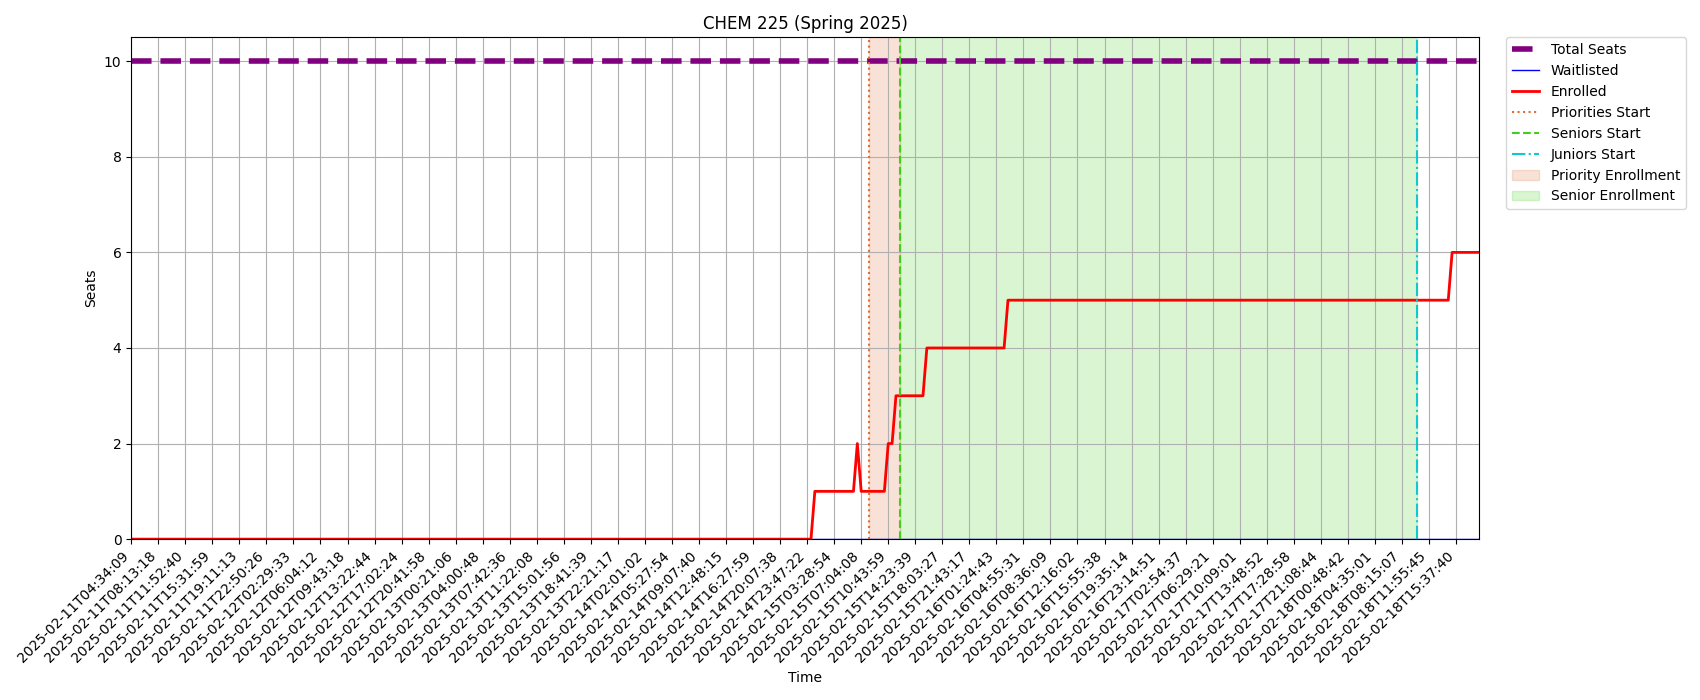 CHEM 225 (Spring 2025)
Total Seats
Waitlisted
Enrolled
Priorities Start
Seniors Start
Juniors Start
Priority Enrollment
Senior Enrollment
Seats
10
8
6
4
2
0
2025-02-11T04:34:09
2025-02-11T08:13:18
2025-02-11T11:52:40
2025-02-11T15:31:59
2025-02-11T19:11:13
2025-02-11T22:50:26
2025-02-12T02:29:33
2025-02-12T06:04:12
2025-02-12T09:43:18
2025-02-12T13:22:44
2025-02-12T17:02:24
2025-02-12T20:41:58
2025-02-13T00:21:06
2025-02-13T04:00:48
2025-02-13T07:42:36
2025-02-13T11:22:08
2025-02-13T15:01:56
2025-02-13T18:41:39
2025-02-13T22:21:17
2025-02-14T02:01:02
2025-02-14T05:27:54
2025-02-14T09:07:40
2025-02-14T12:48:15
2025-02-14T16:27:59
2025-02-14T20:07:38
2025-02-14T23:47:22
2025-02-15T03:28:54
2025-02-15T07:04:08
2025-02-15T10:43:59
2025-02-15T14:23:39
2025-02-15T18:03:27
2025-02-15T21:43:17
2025-02-16T01:24:43
2025-02-16T04:55:31
2025-02-16T08:36:09
2025-02-16T12:16:02
2025-02-16T15:55:38
2025-02-16T19:35:14
2025-02-16T23:14:51
2025-02-17T02:54:37
2025-02-17T06:29:21
2025-02-17T10:09:01
2025-02-17T13:48:52
2025-02-17T17:28:58
2025-02-17T21:08:44
2025-02-18T00:48:42
2025-02-18T04:35:01
2025-02-18T08:15:07
2025-02-18T11:55:45
2025-02-18T15:37:40
Time